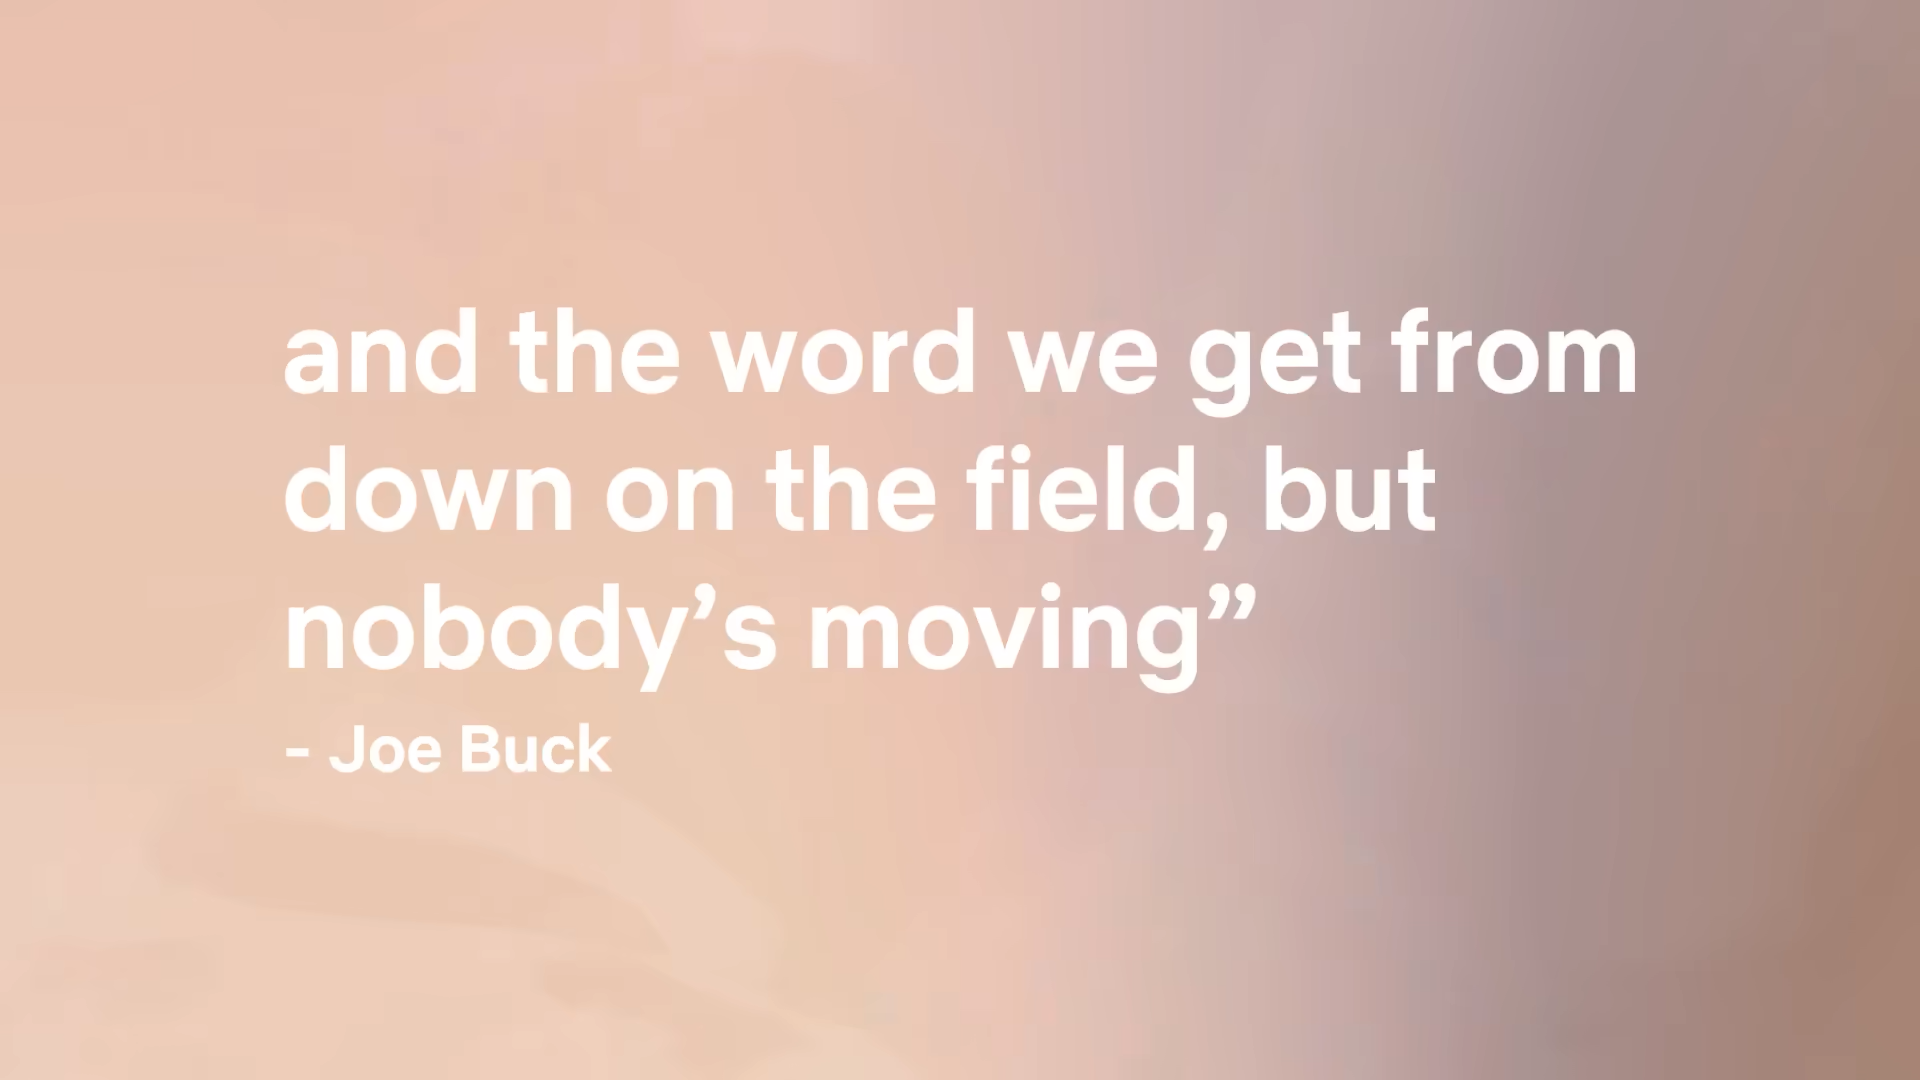 and the word we get from
down on the field, but
nobody’s moving”
- Joe Buck